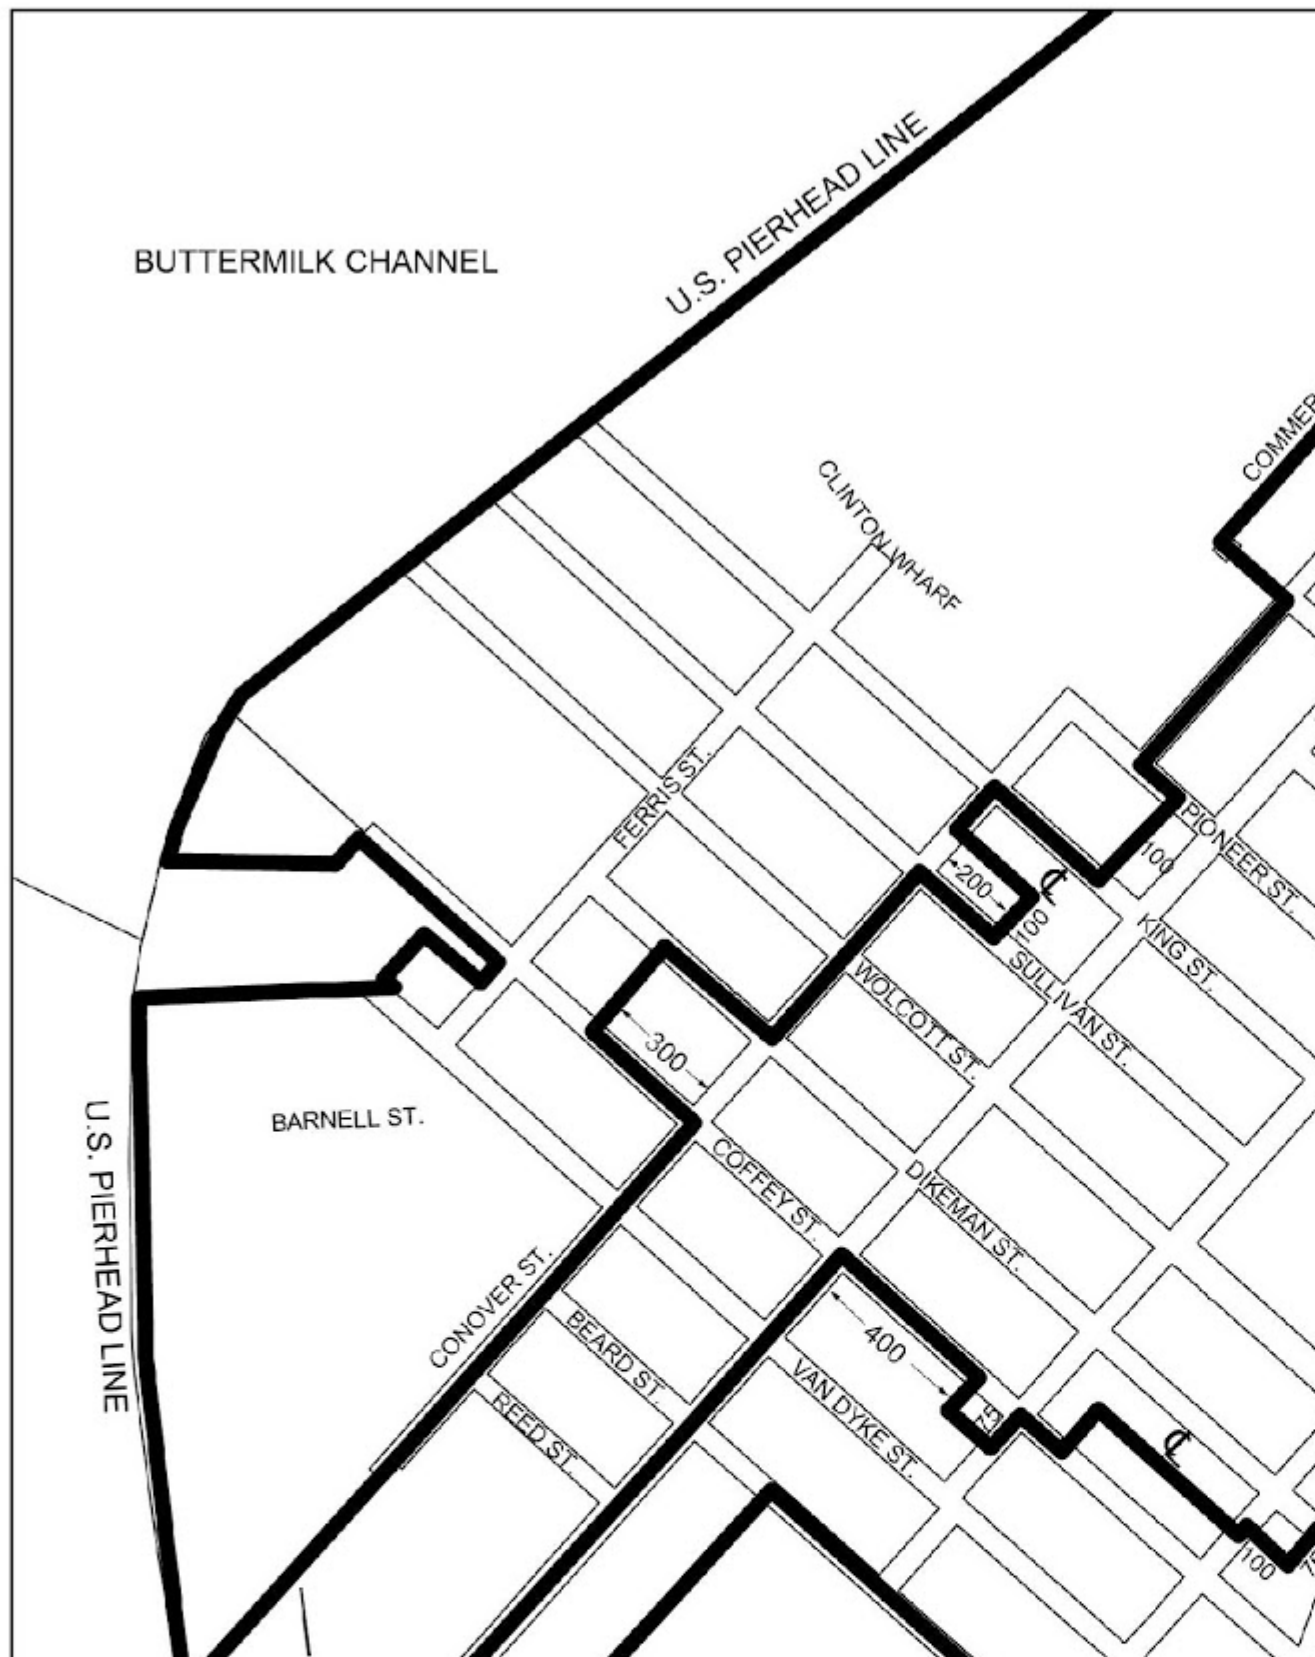 U.S. PIERHEAD LINE
BUTTERMILK CHANNEL
CLINTON WHARF
FERRIS ST.
PIONEER ST.
100
℄
200
100
KING ST.
SULLIVAN ST.
WOLCOTT ST.
300
U.S. PIERHEAD LINE
BARNELL ST.
COFFEY ST.
DIKEMAN ST.
CONOVER ST.
BEARD ST.
400
VAN DYKE ST.
75
REED ST.
℄
100